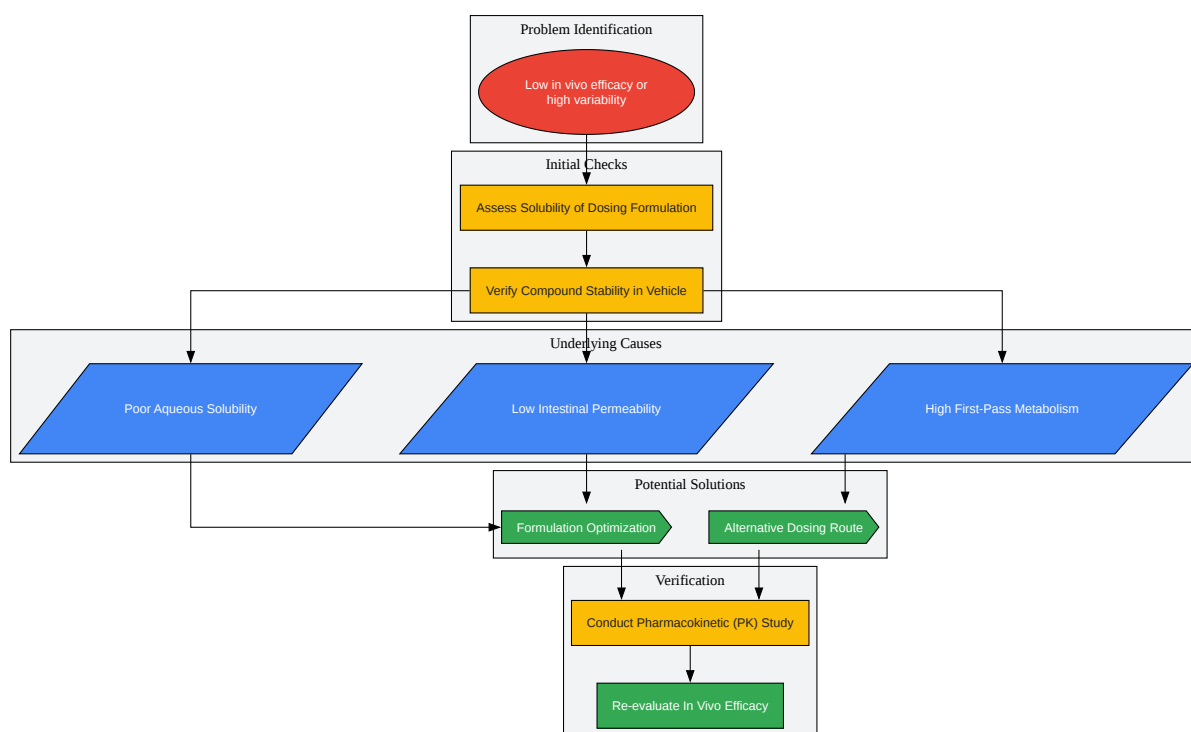 Problem Identification
Low in vivo efficacy or
high variability
Initial Checks
Assess Solubility of Dosing Formulation
Verify Compound Stability in Vehicle
Underlying Causes
Poor Aqueous Solubility
Low Intestinal Permeability
High First-Pass Metabolism
Potential Solutions
Formulation Optimization
Alternative Dosing Route
Verification
Conduct Pharmacokinetic (PK) Study
Re-evaluate In Vivo Efficacy